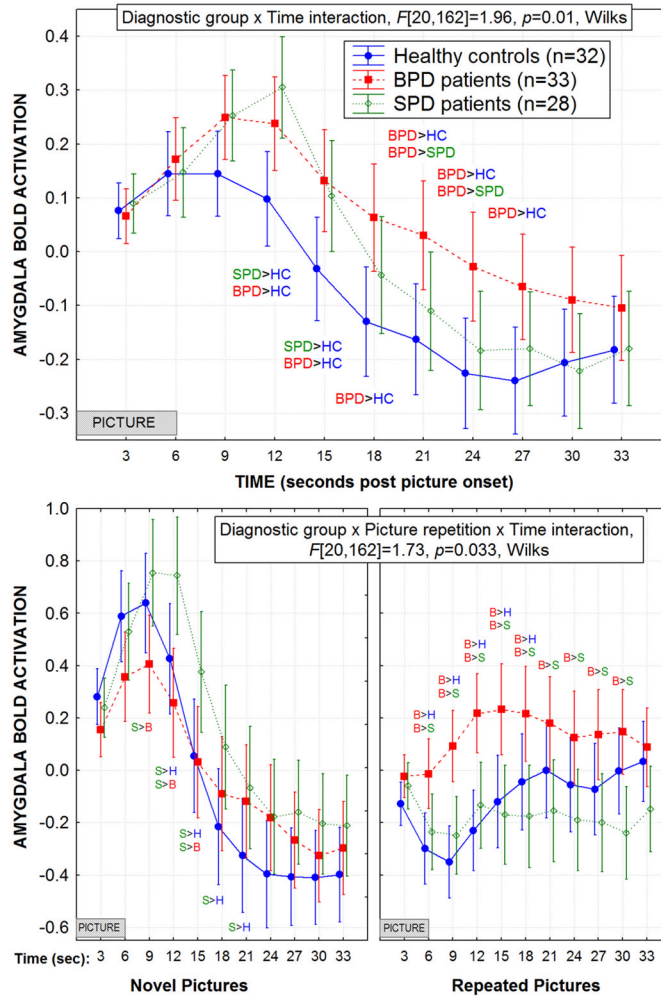 Diagnostic group x Time interaction, F[20,162]=1.96, p=0.01, Wilks
Healthy controls (n=32)
BPD patients (n=33)
SPD patients (n=28)
AMYGDALA BOLD ACTIVATION
0.4
0.3
0.2
0.1
0.0
-0.1
-0.2
-0.3
BPD>HC
BPD>SPD
BPD>HC
BPD>SPD
BPD>HC
SPD>HC
BPD>HC
SPD>HC
BPD>HC
BPD>HC
PICTURE
3 6 9 12 15 18 21 24 27 30 33
TIME (seconds post picture onset)
Diagnostic group x Picture repetition x Time interaction,
F[20,162]=1.73, p=0.033, Wilks
AMYGDALA BOLD ACTIVATION
1.0
0.8
0.6
0.4
0.2
0.0
-0.2
-0.4
-0.6
S>B
S>H
S>B
S>H
S>B
S>H
S>H
PICTURE
B>H
B>S
B>H
B>S
B>H
B>S
B>H
B>S
B>H
B>S
B>S
B>S
B>S
B>S
PICTURE
Time (sec): 3 6 9 12 15 18 21 24 27 30 33 3 6 9 12 15 18 21 24 27 30 33
Novel Pictures Repeated Pictures